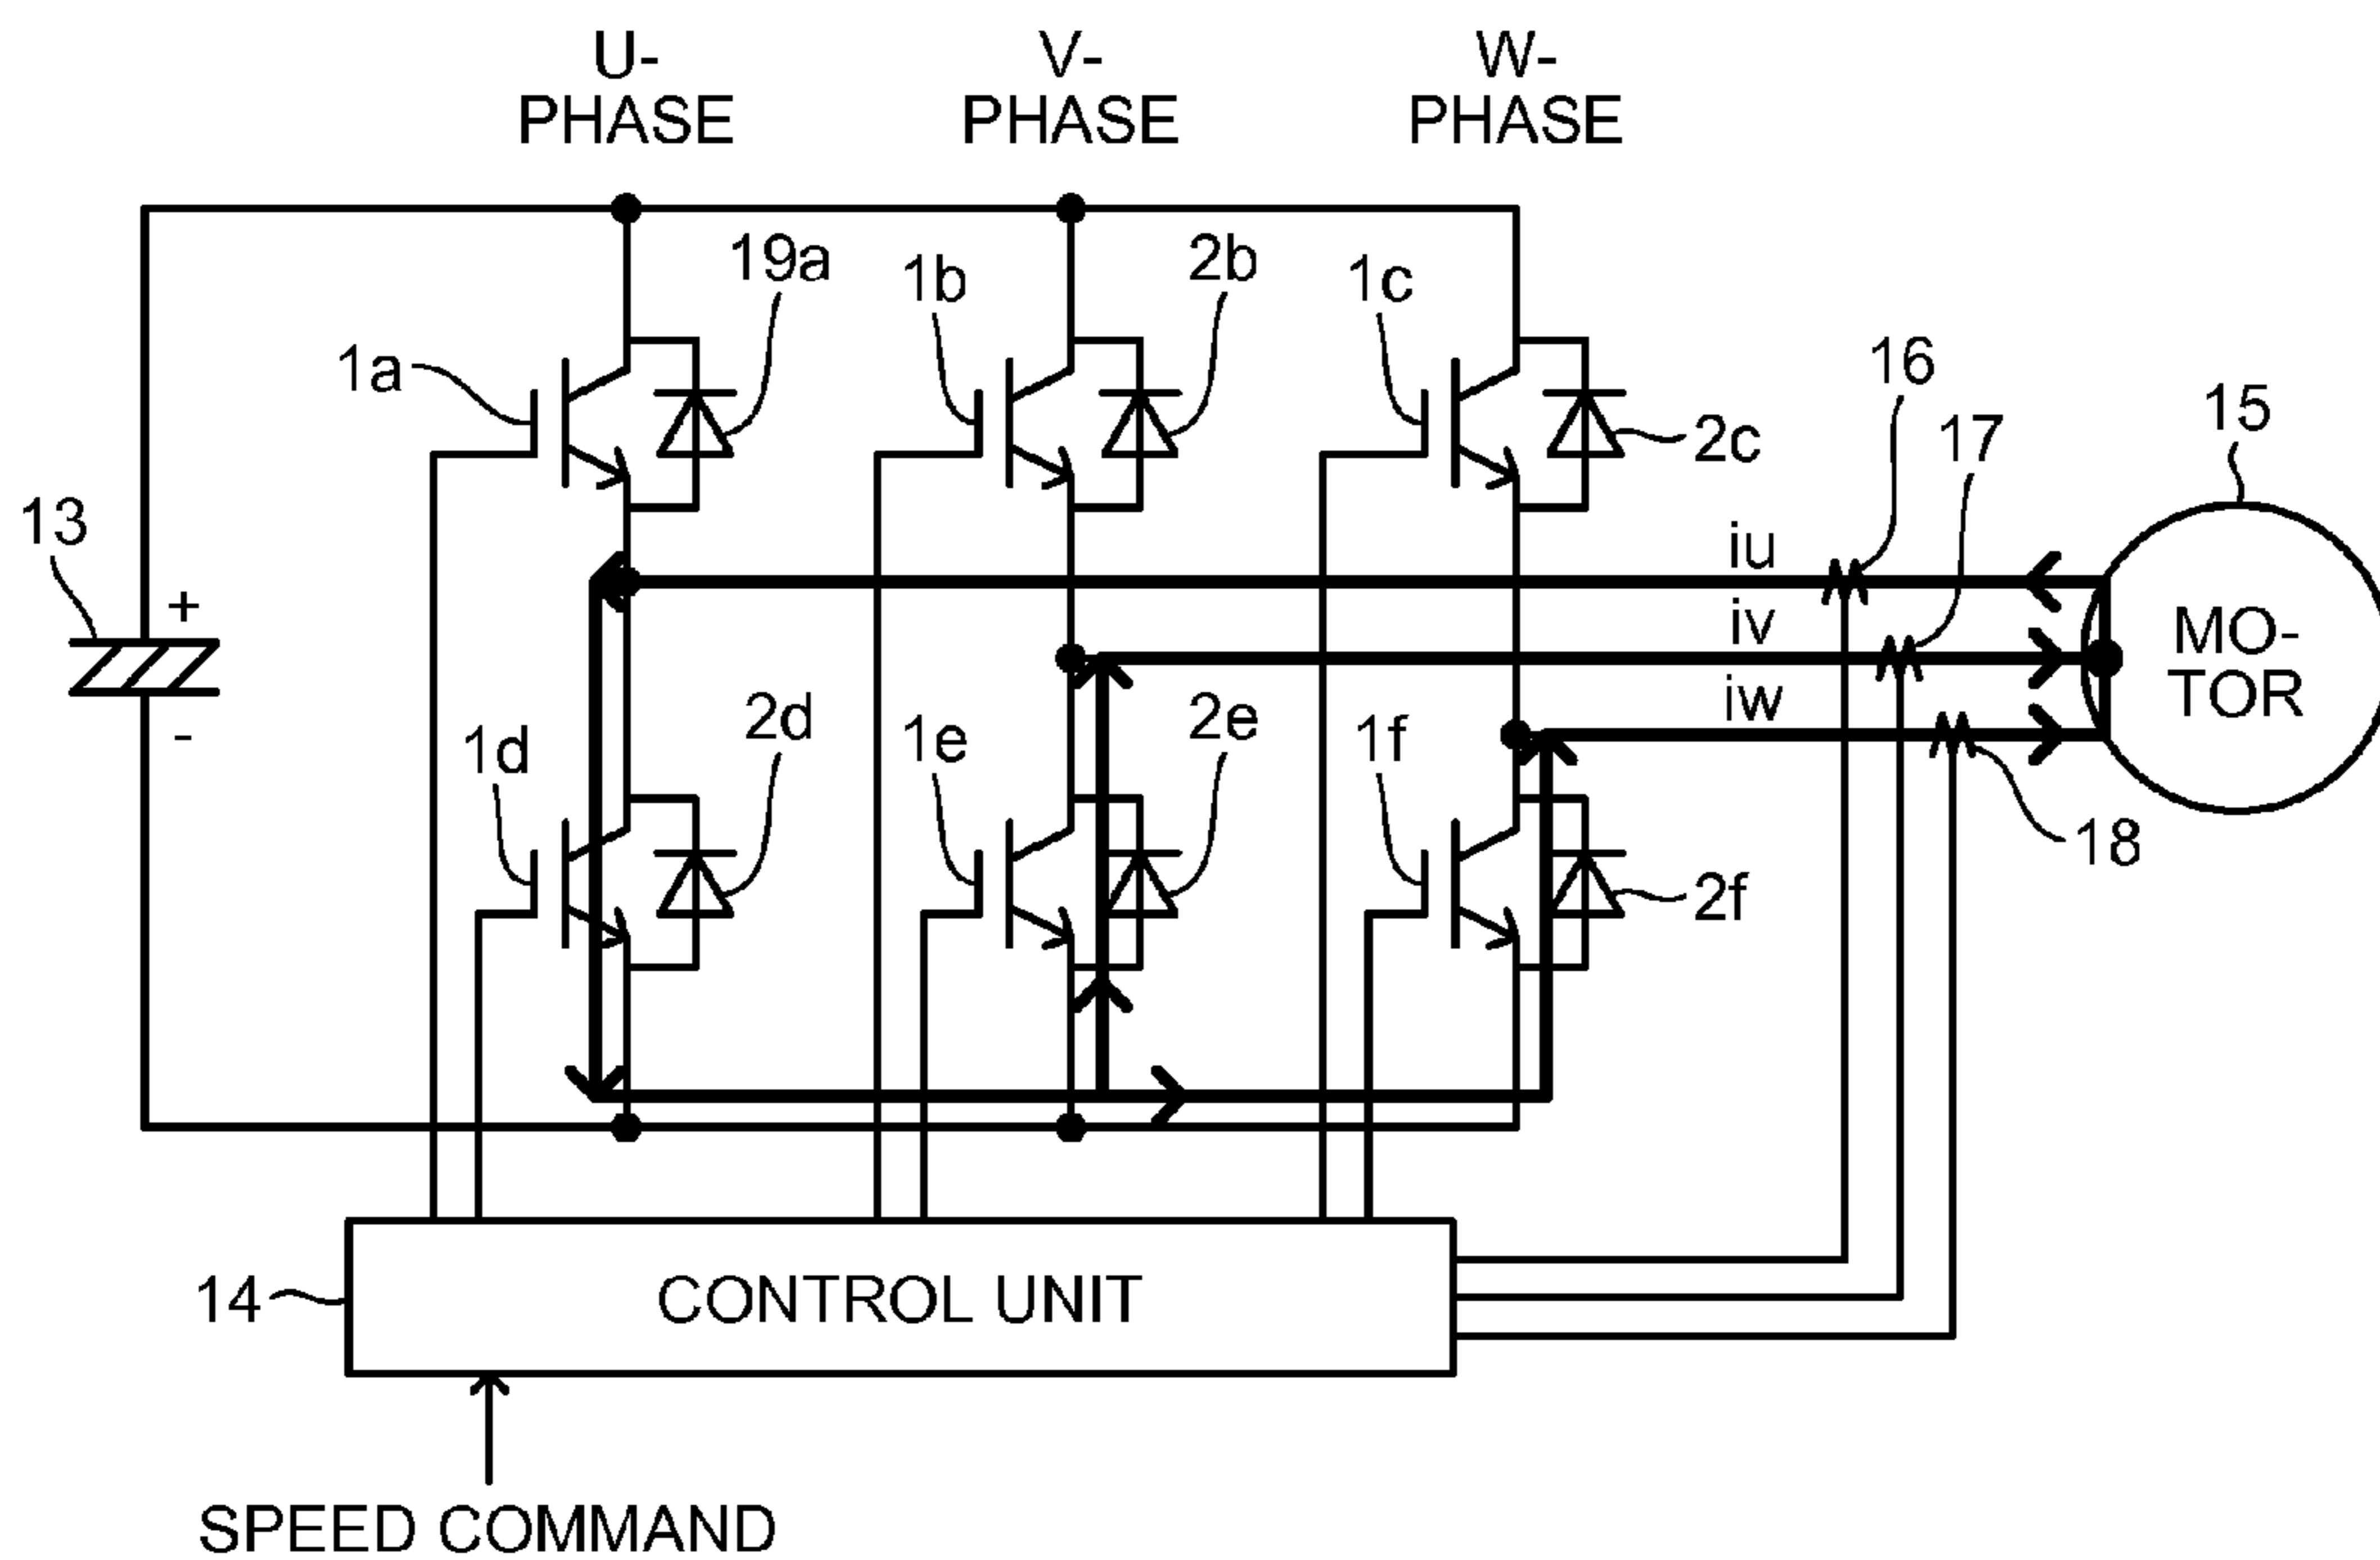 U-
PHASE
V-
PHASE
W-
PHASE
19a
1b
2b
1c
1a
16
2c
15
17
13
+
-
iu
iv
iw
MO-
TOR
1d
2d
1e
2e
1f
18
2f
14
CONTROL UNIT
SPEED COMMAND